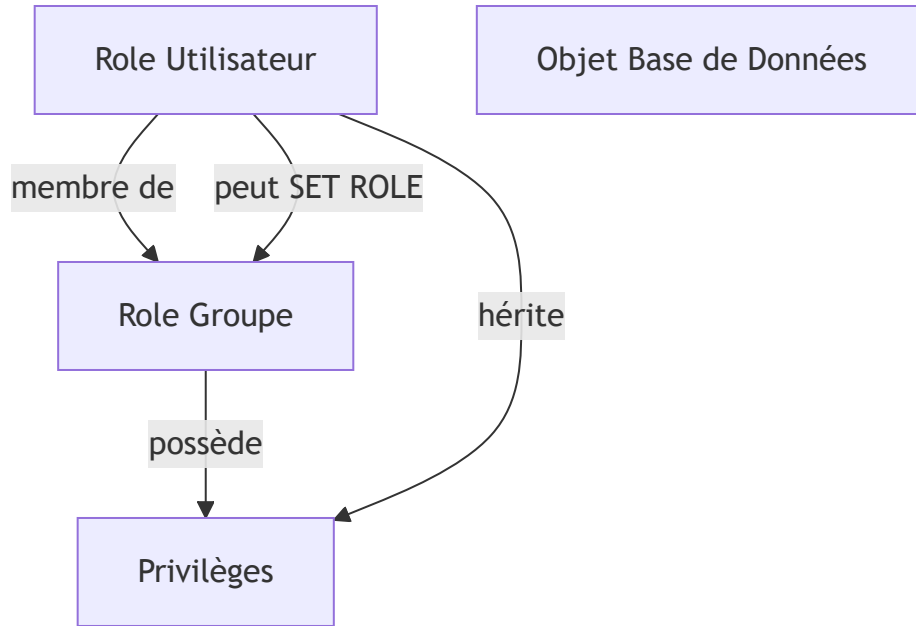 Role Utilisateur
Objet Base de Données
membre de
peut SET ROLE
Role Groupe
hérite
possède
Privilèges